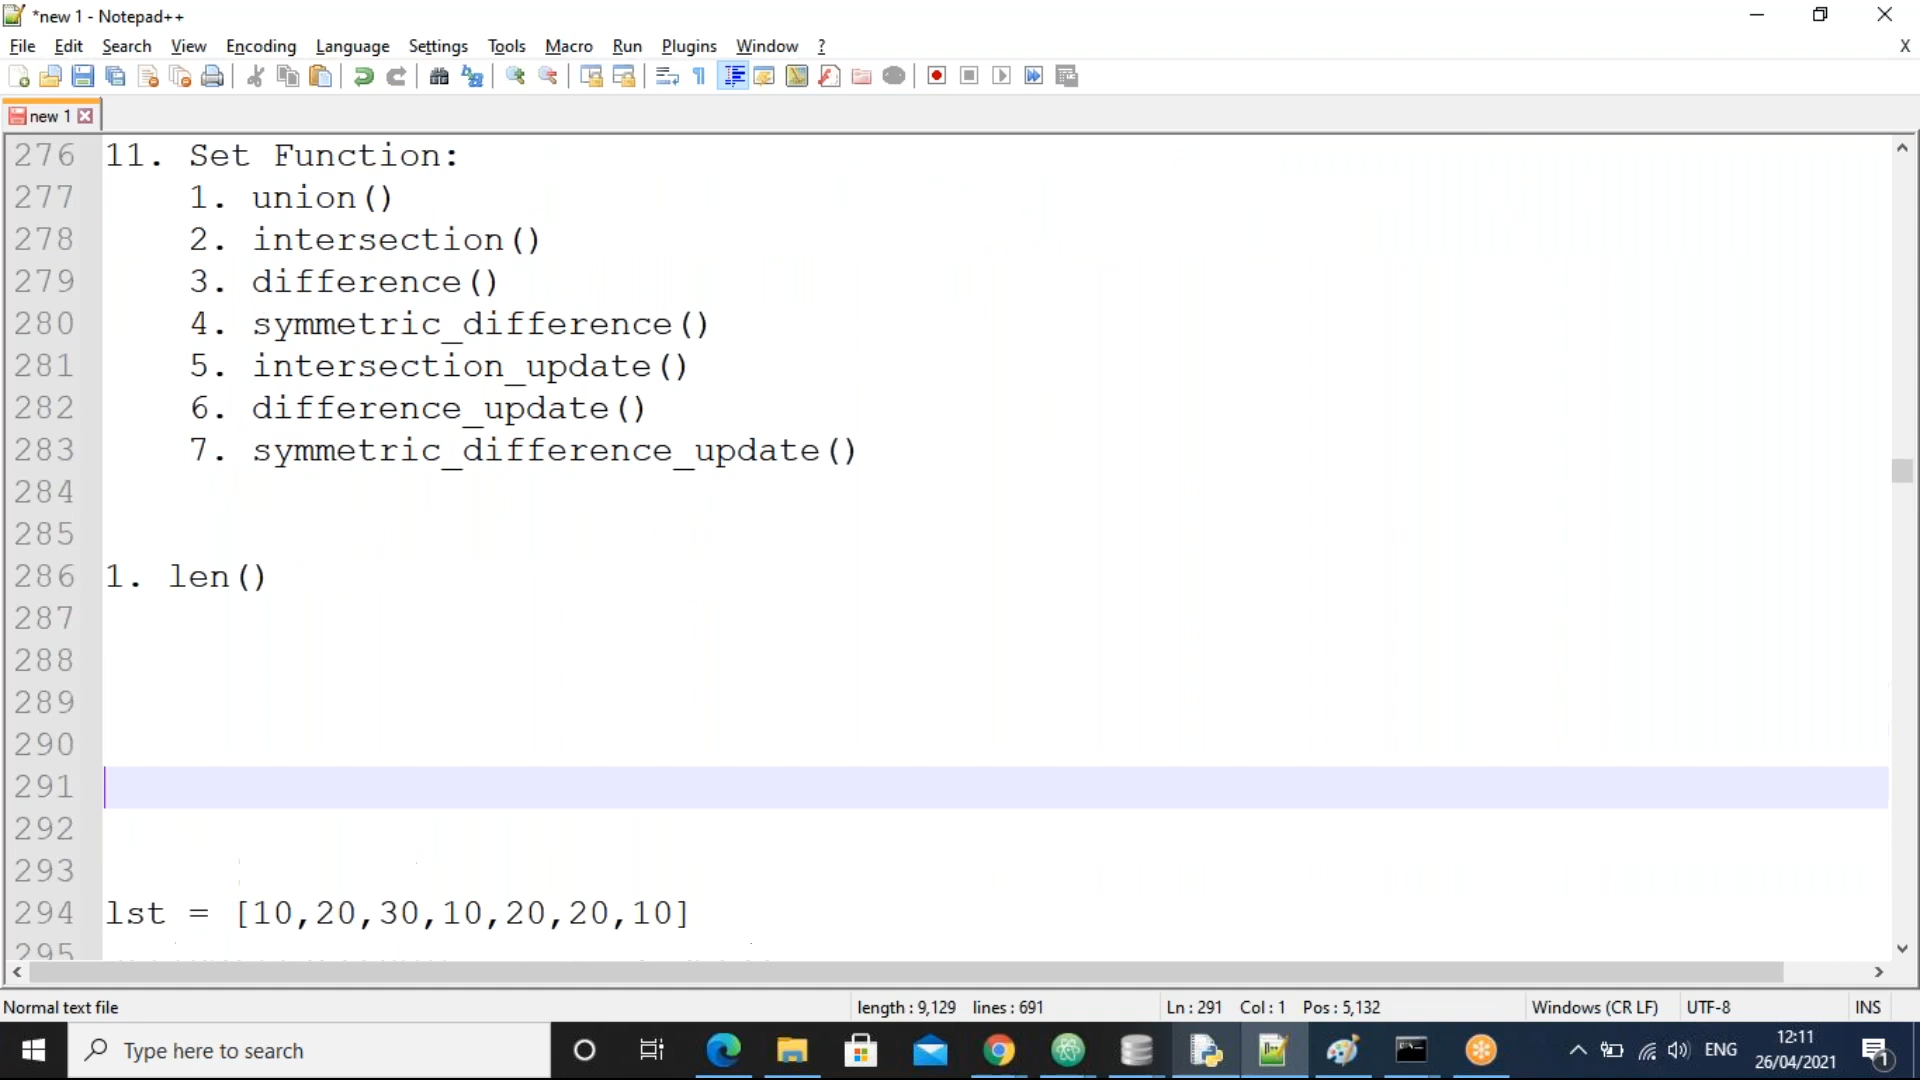 *new 1 - Notepad++
File Edit Search View Encoding Language Settings Tools Macro Run Plugins Window ? X
new 1
276 11. Set Function:
277 1. union()
278 2. intersection()
279 3. difference()
280 4. symmetric_difference()
281 5. intersection_update()
282 6. difference_update()
283 7. symmetric_difference_update()
284
285
286 1. len()
287
288
289
290
291
292
293
294 lst = [10,20,30,10,20,20,10]
295
Normal text file length : 9,129 lines : 691 Ln : 291 Col : 1 Pos : 5,132 Windows (CR LF) UTF-8 INS
Type here to search ENG 12:11
26/04/2021 1